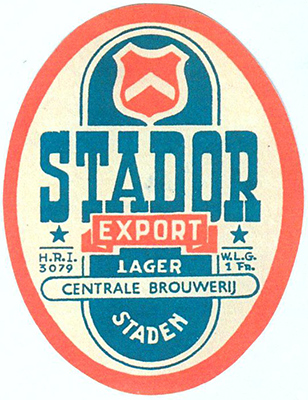 STADOR
EXPORT
H.R.I. LAGER W.L.G.
3079 1 FR.
CENTRALE BROUWERIJ
STADEN